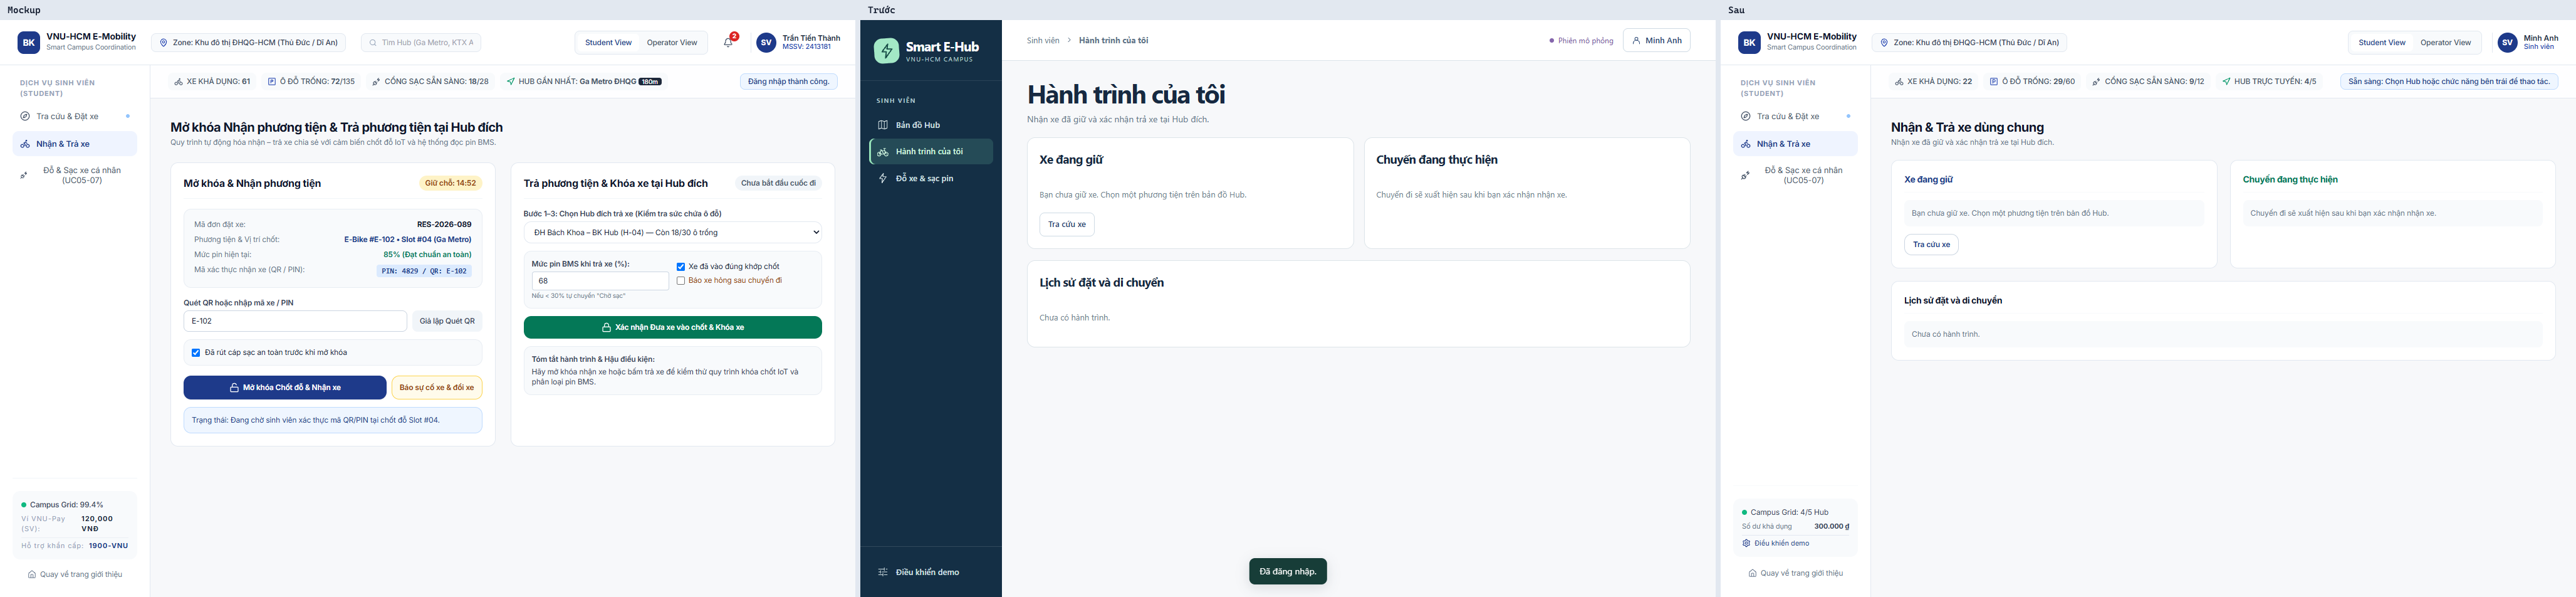 Mockup
BK
VNU-HCM E-Mobility
Smart Campus Coordination
Zone: Khu đô thị ĐHQG-HCM (Thủ Đức / Dĩ An)
Tìm Hub (Ga Metro, KTX A
Student View
Operator View
2
SV
Trần Tiến Thành
MSSV: 2413181
DỊCH VỤ SINH VIÊN
(STUDENT)
Tra cứu & Đặt xe
Nhận & Trả xe
Đỗ & Sạc xe cá nhân
(UC05-07)
XE KHẢ DỤNG: 61
Ô ĐỖ TRỐNG: 72/135
CỔNG SẠC SẴN SÀNG: 18/28
HUB GẦN NHẤT: Ga Metro ĐHQG 180m
Đăng nhập thành công.
Mở khóa Nhận phương tiện & Trả phương tiện tại Hub đích
Quy trình tự động hóa nhận – trả xe chia sẻ với cảm biến chốt đỗ IoT và hệ thống đọc pin BMS.
Mở khóa & Nhận phương tiện
Giữ chỗ: 14:52
Mã đơn đặt xe:
RES-2026-089
Phương tiện & Vị trí chốt:
E-Bike #E-102 • Slot #04 (Ga Metro)
Mức pin hiện tại:
85% (Đạt chuẩn an toàn)
Mã xác thực nhận xe (QR / PIN):
PIN: 4829 / QR: E-102
Quét QR hoặc nhập mã xe / PIN
E-102
Giả lập Quét QR
Đã rút cáp sạc an toàn trước khi mở khóa
Mở khóa Chốt đỗ & Nhận xe
Báo sự cố xe & đổi xe
Trạng thái: Đang chờ sinh viên xác thực mã QR/PIN tại chốt đỗ Slot #04.
Trả phương tiện & Khóa xe tại Hub đích
Chưa bắt đầu cuốc đi
Bước 1–3: Chọn Hub đích trả xe (Kiểm tra sức chứa ô đỗ)
ĐH Bách Khoa – BK Hub (H-04) — Còn 18/30 ô trống
Mức pin BMS khi trả xe (%):
68
Nếu < 30% tự chuyển "Chờ sạc"
Xe đã vào đúng khớp chốt
Báo xe hỏng sau chuyến đi
Xác nhận Đưa xe vào chốt & Khóa xe
Tóm tắt hành trình & Hậu điều kiện:
Hãy mở khóa nhận xe hoặc bấm trả xe để kiểm thử quy trình khóa chốt IoT và
phân loại pin BMS.
Campus Grid: 99.4%
Ví VNU-Pay
(SV):
120,000
VNĐ
Hỗ trợ khẩn cấp: 1900-VNU
Quay về trang giới thiệu
Trước
Smart E-Hub
VNU-HCM CAMPUS
SINH VIÊN
Bản đồ Hub
Hành trình của tôi
Đỗ xe & sạc pin
Điều khiển demo
Sinh viên
Hành trình của tôi
Phiên mô phỏng
Minh Anh
Hành trình của tôi
Nhận xe đã giữ và xác nhận trả xe tại Hub đích.
Xe đang giữ
Bạn chưa giữ xe. Chọn một phương tiện trên bản đồ Hub.
Tra cứu xe
Chuyến đang thực hiện
Chuyến đi sẽ xuất hiện sau khi bạn xác nhận nhận xe.
Lịch sử đặt và di chuyển
Chưa có hành trình.
Đã đăng nhập.
Sau
BK
VNU-HCM E-Mobility
Smart Campus Coordination
Zone: Khu đô thị ĐHQG-HCM (Thủ Đức / Dĩ An)
Student View
Operator View
SV
Minh Anh
Sinh viên
DỊCH VỤ SINH VIÊN
(STUDENT)
Tra cứu & Đặt xe
Nhận & Trả xe
Đỗ & Sạc xe cá nhân
(UC05-07)
XE KHẢ DỤNG: 22
Ô ĐỖ TRỐNG: 29/60
CỔNG SẠC SẴN SÀNG: 9/12
HUB TRỰC TUYẾN: 4/5
Sẵn sàng: Chọn Hub hoặc chức năng bên trái để thao tác.
Nhận & Trả xe dùng chung
Nhận xe đã giữ và xác nhận trả xe tại Hub đích.
Xe đang giữ
Bạn chưa giữ xe. Chọn một phương tiện trên bản đồ Hub.
Tra cứu xe
Chuyến đang thực hiện
Chuyến đi sẽ xuất hiện sau khi bạn xác nhận nhận xe.
Lịch sử đặt và di chuyển
Chưa có hành trình.
Campus Grid: 4/5 Hub
Số dư khả dụng
300.000 ₫
Điều khiển demo
Quay về trang giới thiệu